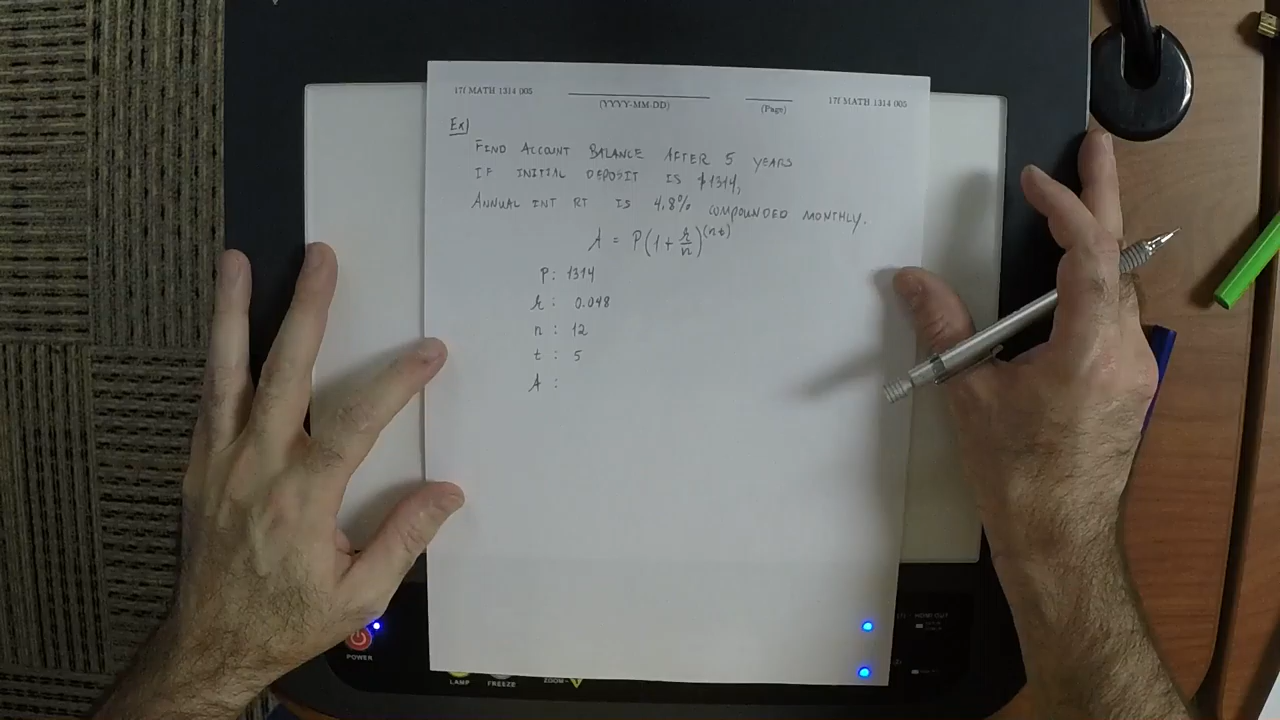 17f MATH 1314 005
(YYYY-MM-DD)
(Page)
17f MATH 1314 005
Ex)
FIND ACCOUNT BALANCE AFTER 5 YEARS
IF INITIAL DEPOSIT IS $1314,
ANNUAL INT RT IS 4.8% COMPOUNDED MONTHLY.
A = P(1+r/n)^(nt)
P: 1314
r: 0.048
n: 12
t: 5
A:
POWER
LAMP
FREEZE
ZOOM-